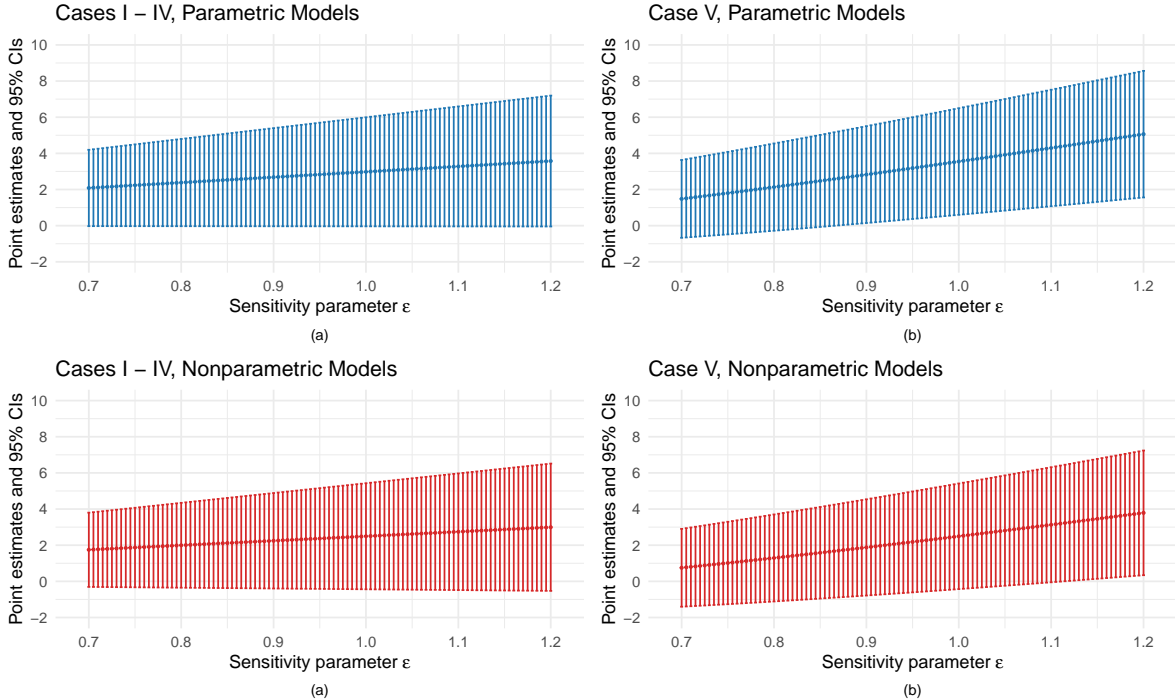 Cases I − IV, Parametric Models
Point estimates and 95% CIs
10
8
6
4
2
0
−2
0.7 0.8 0.9 1.0 1.1 1.2
Sensitivity parameter ε
(a)
Case V, Parametric Models
Point estimates and 95% CIs
10
8
6
4
2
0
−2
0.7 0.8 0.9 1.0 1.1 1.2
Sensitivity parameter ε
(b)
Cases I − IV, Nonparametric Models
Point estimates and 95% CIs
10
8
6
4
2
0
−2
0.7 0.8 0.9 1.0 1.1 1.2
Sensitivity parameter ε
(a)
Case V, Nonparametric Models
Point estimates and 95% CIs
10
8
6
4
2
0
−2
0.7 0.8 0.9 1.0 1.1 1.2
Sensitivity parameter ε
(b)